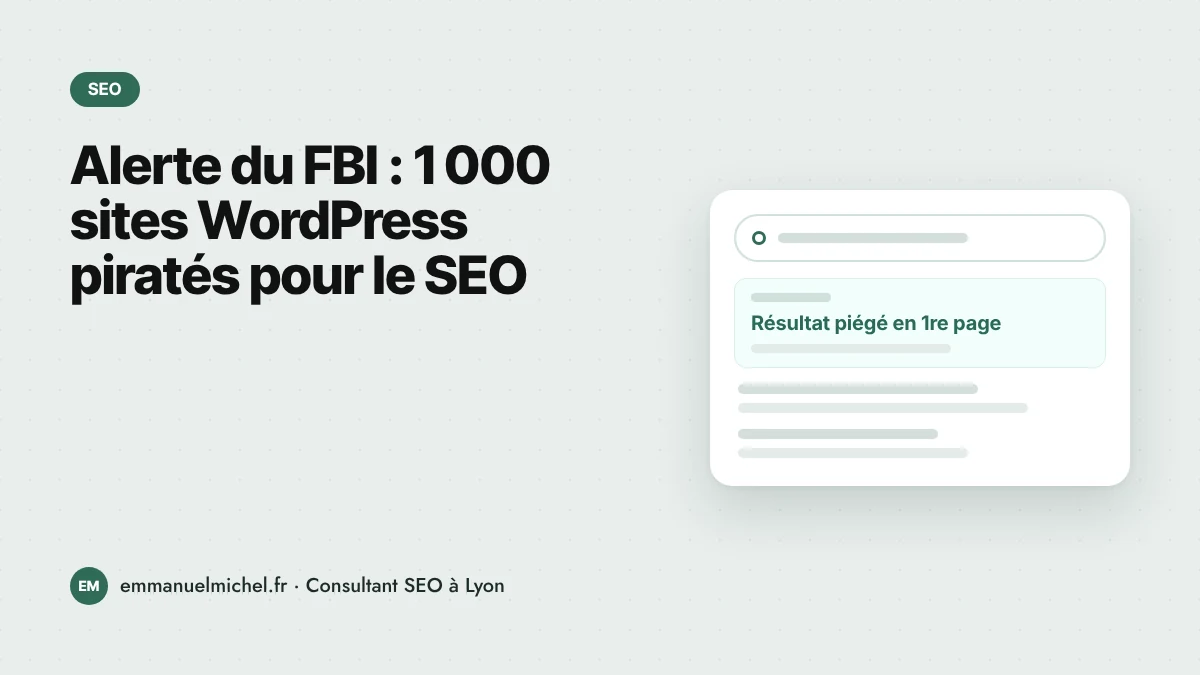 SEO
Alerte du FBI : 1 000
sites WordPress
piratés pour le SEO
Résultat piégé en 1re page
EM
emmanuelmichel.fr · Consultant SEO à Lyon